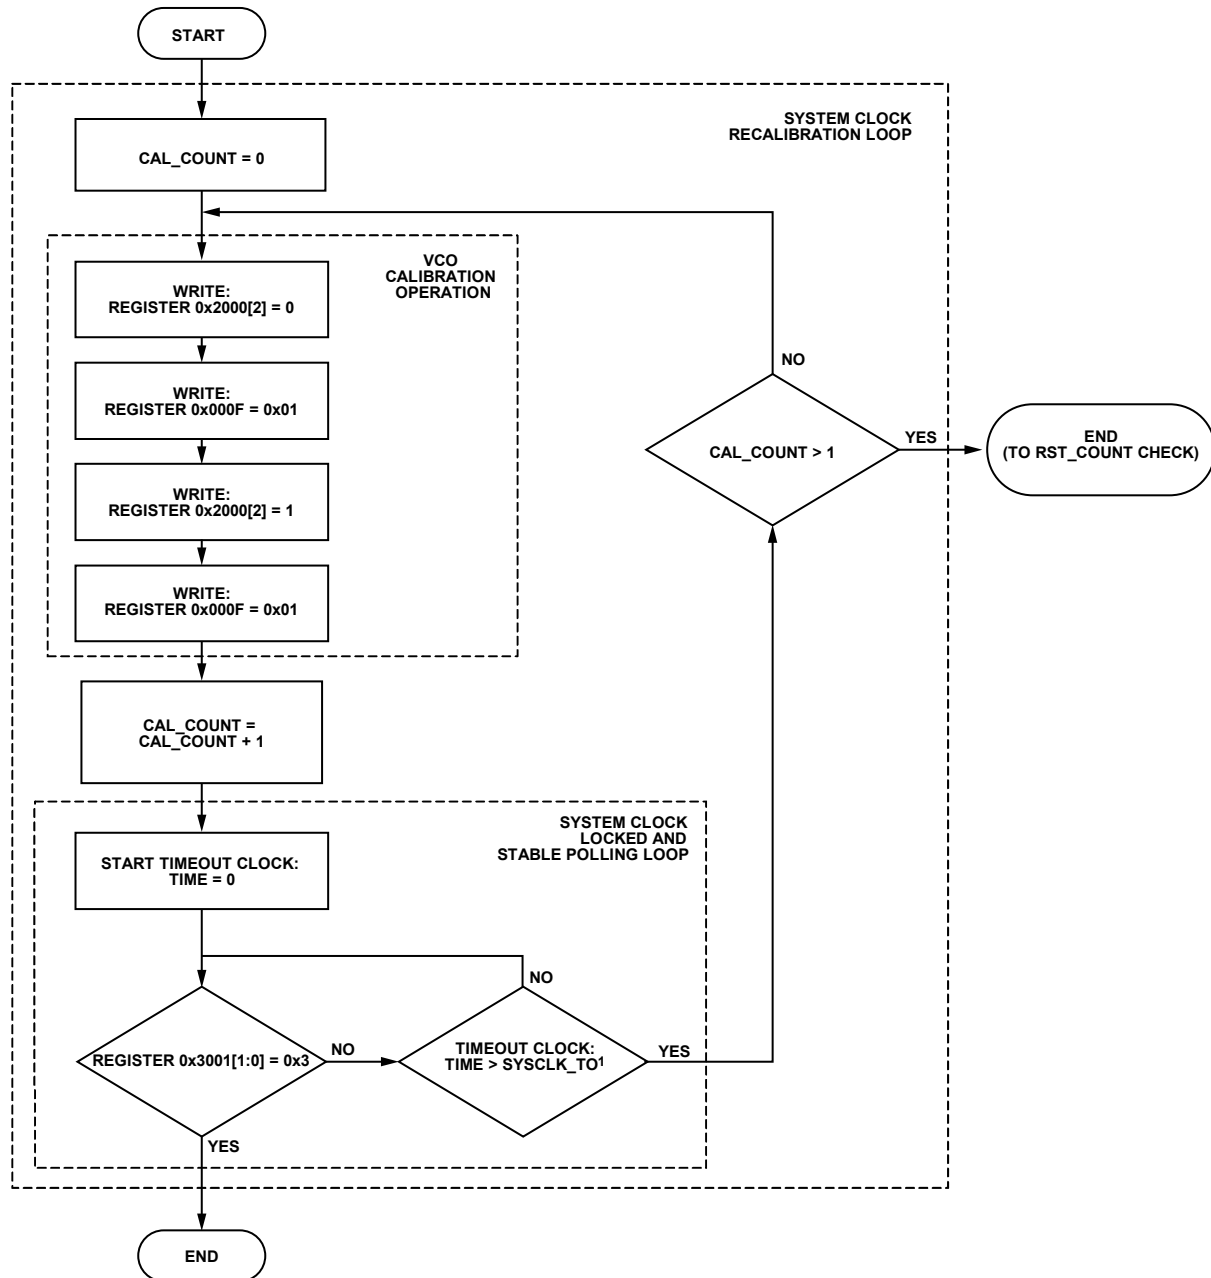 START
SYSTEM CLOCK
RECALIBRATION LOOP
CAL_COUNT = 0
VCO
CALIBRATION
OPERATION
WRITE:
REGISTER 0x2000[2] = 0
WRITE:
REGISTER 0x000F = 0x01
WRITE:
REGISTER 0x2000[2] = 1
WRITE:
REGISTER 0x000F = 0x01
NO
CAL_COUNT > 1
YES
END
(TO RST_COUNT CHECK)
CAL_COUNT =
CAL_COUNT + 1
SYSTEM CLOCK
LOCKED AND
STABLE POLLING LOOP
START TIMEOUT CLOCK:
TIME = 0
NO
REGISTER 0x3001[1:0] = 0x3
NO
TIMEOUT CLOCK:
TIME > SYSCLK_TO¹
YES
YES
END